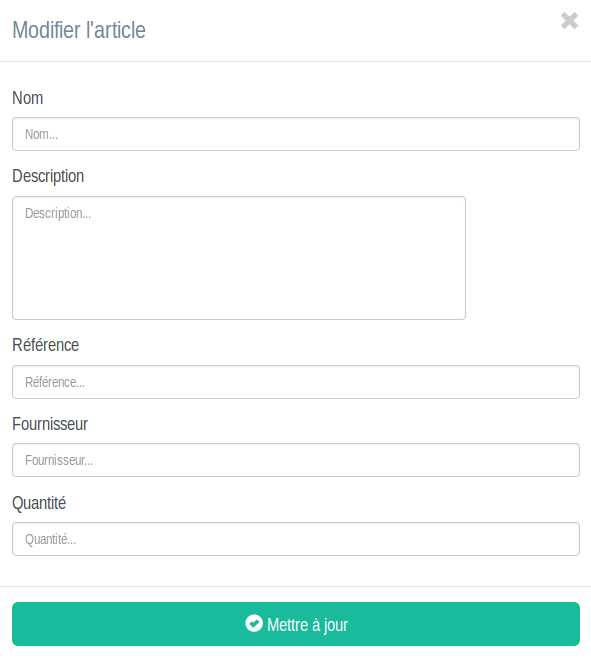 Modifier l'article
Nom
Nom...
Description
Description...
Référence
Référence...
Fournisseur
Fournisseur...
Quantité
Quantité...
Mettre à jour